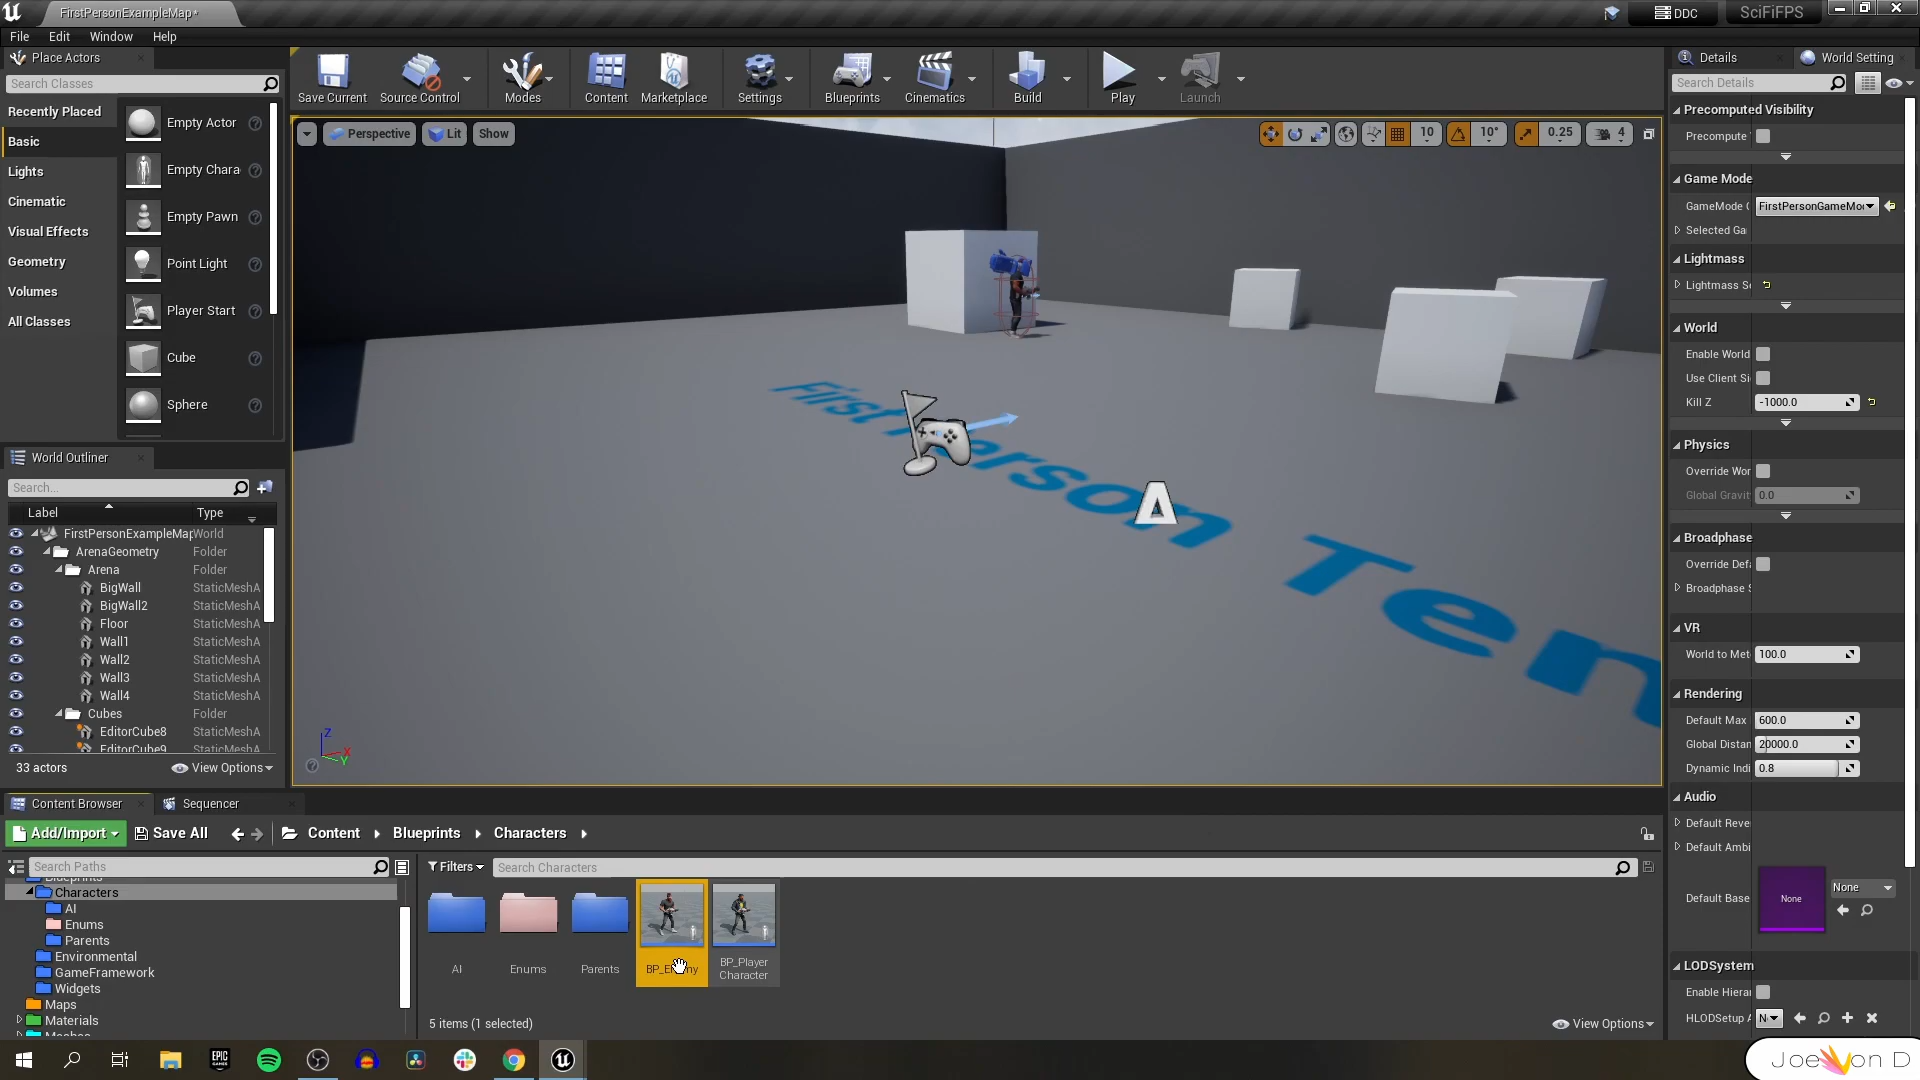 FirstPersonExampleMap*
DDC
SciFiFPS
File Edit Window Help
Place Actors
Search Classes
Recently Placed
Basic
Lights
Cinematic
Visual Effects
Geometry
Volumes
All Classes
Empty Actor
Empty Chara
Empty Pawn
Point Light
Player Start
Cube
Sphere
Save Current
Source Control
Modes
Content
Marketplace
Settings
Blueprints
Cinematics
Build
Play
Launch
Perspective Lit Show
10 10° 0.25 4
First Person Tem
Z
X
Y
World Outliner
Search...
Label Type
FirstPersonExampleMap World
ArenaGeometry Folder
Arena Folder
BigWall StaticMeshA
BigWall2 StaticMeshA
Floor StaticMeshA
Wall1 StaticMeshA
Wall2 StaticMeshA
Wall3 StaticMeshA
Wall4 StaticMeshA
Cubes Folder
EditorCube8 StaticMeshA
EditorCube9 StaticMeshA
33 actors View Options
Details World Setting
Search Details
Precomputed Visibility
Precompute
Game Mode
GameMode O FirstPersonGameMo
Selected Ga
Lightmass
Lightmass Se
World
Enable World
Use Client Si
Kill Z -1000.0
Physics
Override Wor
Global Gravit 0.0
Broadphase
Override Defa
Broadphase S
VR
World to Met 100.0
Rendering
Default Max 600.0
Global Distan 20000.0
Dynamic Indi 0.8
Audio
Default Reve
Default Ambi
Default Base None None
LODSystem
Enable Hierar
HLODSetup A N
Content Browser Sequencer
Add/Import Save All Content Blueprints Characters
Search Paths
Filters Search Characters
Blueprints
Characters
AI
Enums
Parents
Environmental
GameFramework
Widgets
Maps
Materials
Meshes
AI
Enums
Parents
BP_Enemy
BP_Player
Character
5 items (1 selected) View Options
EPIC
GAMES
Joe Von D